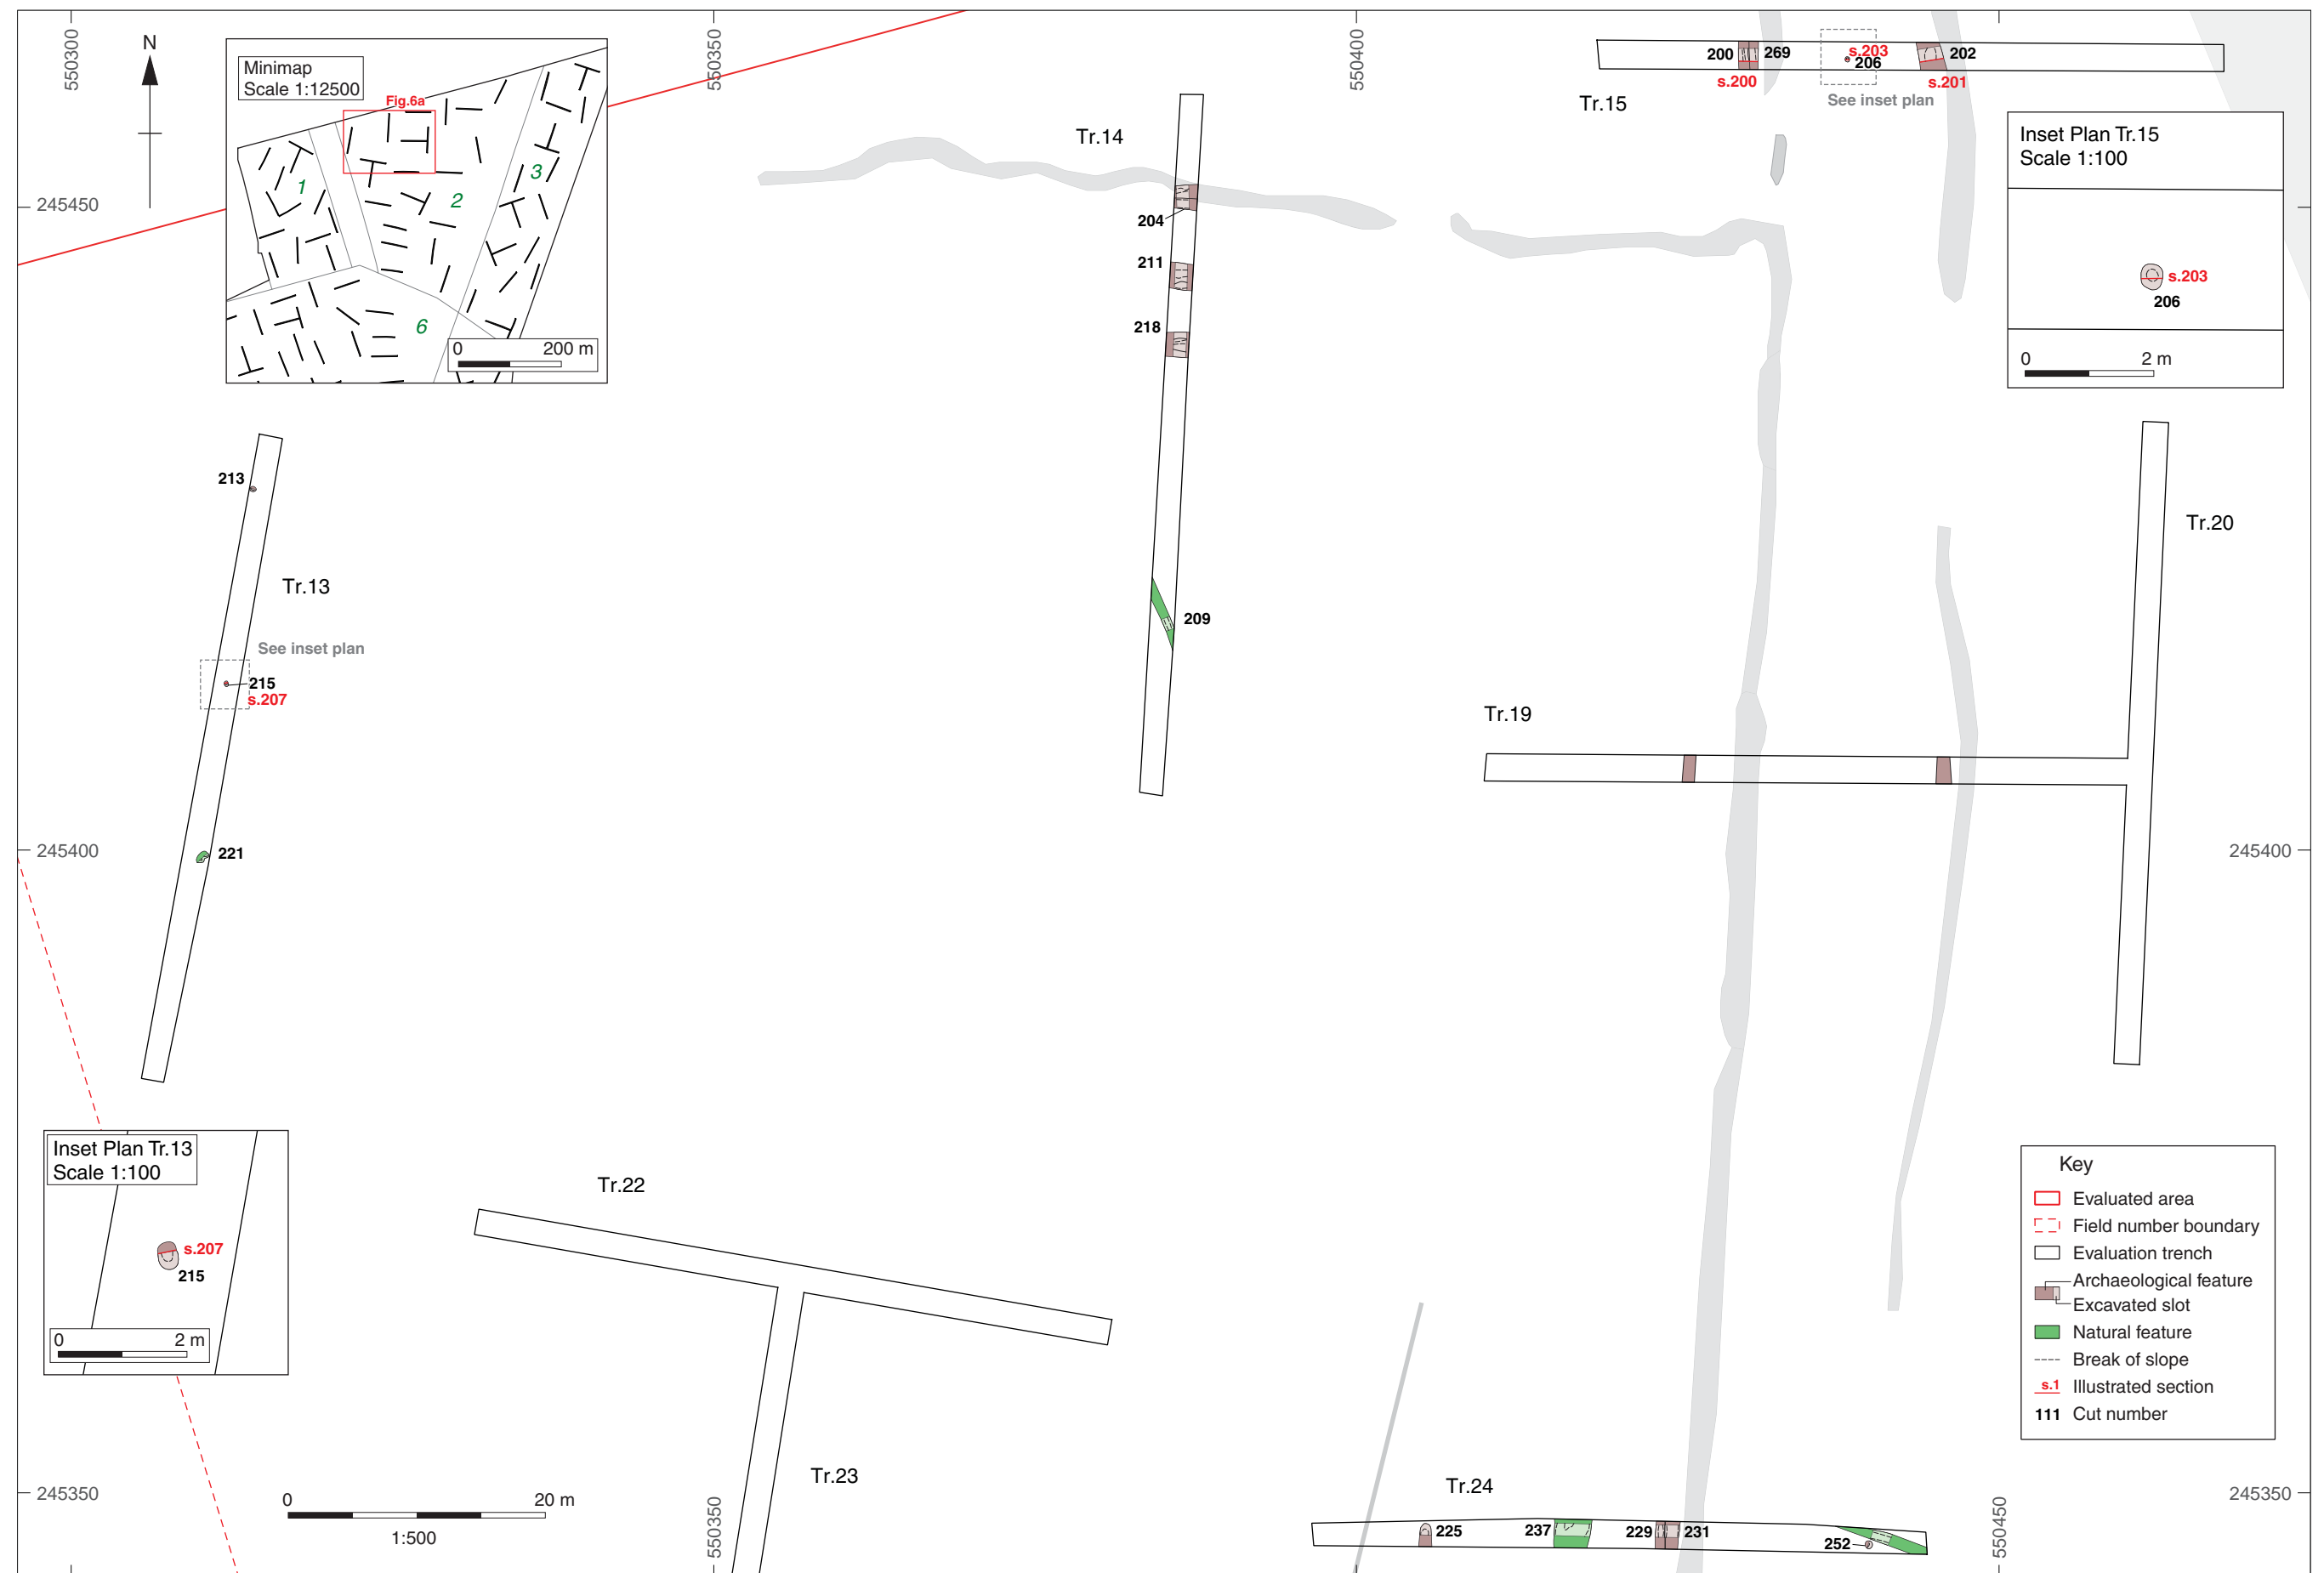 550300
550350
550400
N
Minimap
Scale 1:12500
Fig.6a
1
2
3
6
0 200 m
200
269
s.203
206
202
s.200
s.201
See inset plan
Tr.15
Tr.14
Inset Plan Tr.15
Scale 1:100
s.203
206
0 2 m
245450
204
211
218
213
Tr.13
209
See inset plan
215
s.207
Tr.20
Tr.19
221
245400
245400
Inset Plan Tr.13
Scale 1:100
s.207
215
0 2 m
Tr.22
Tr.23
Key
Evaluated area
Field number boundary
Evaluation trench
Archaeological feature
Excavated slot
Natural feature
Break of slope
s.1 Illustrated section
111 Cut number
245350
245350
0 20 m
1:500
550350
550450
Tr.24
225
237
229
231
252